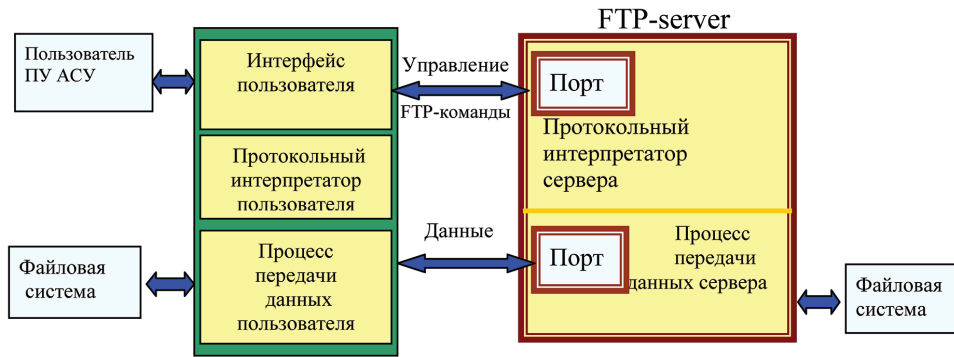 FTP-server
Пользователь
ПУ АСУ
Интерфейс
пользователя
Управление
FTP-команды
Порт
Протокольный
интерпретатор
сервера
Протокольный
интерпретатор
пользователя
Файловая
система
Процесс
передачи
данных
пользователя
Данные
Порт
Процесс
передачи
данных сервера
Файловая
система